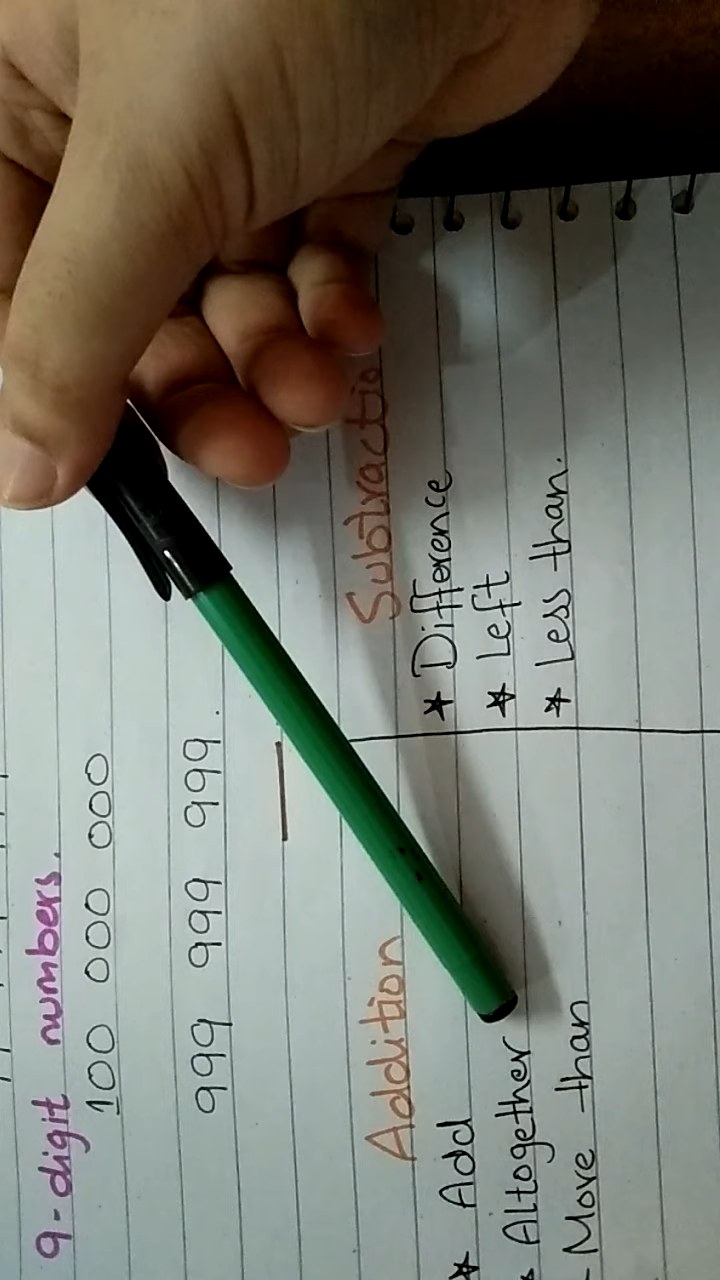 9-digit numbers.
100 000 000
999 999 999.
Addition
* Add
* Altogether
* More than
Subtractio
* Difference
* Left
* Less than.